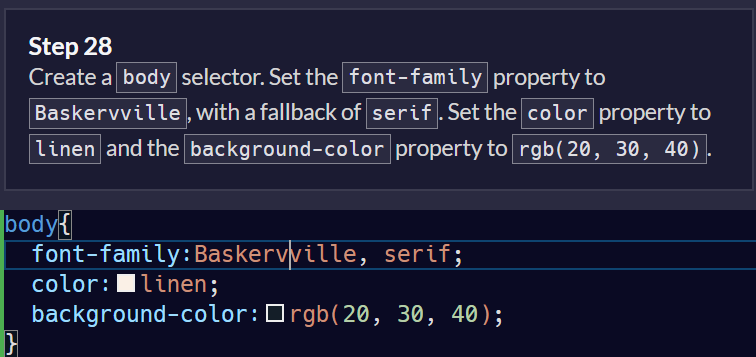 Step 28
Create a body selector. Set the font-family property to
Baskervville, with a fallback of serif. Set the color property to
linen and the background-color property to rgb(20, 30, 40).
body{
font-family:Baskervville, serif;
color:linen;
background-color:rgb(20, 30, 40);
}